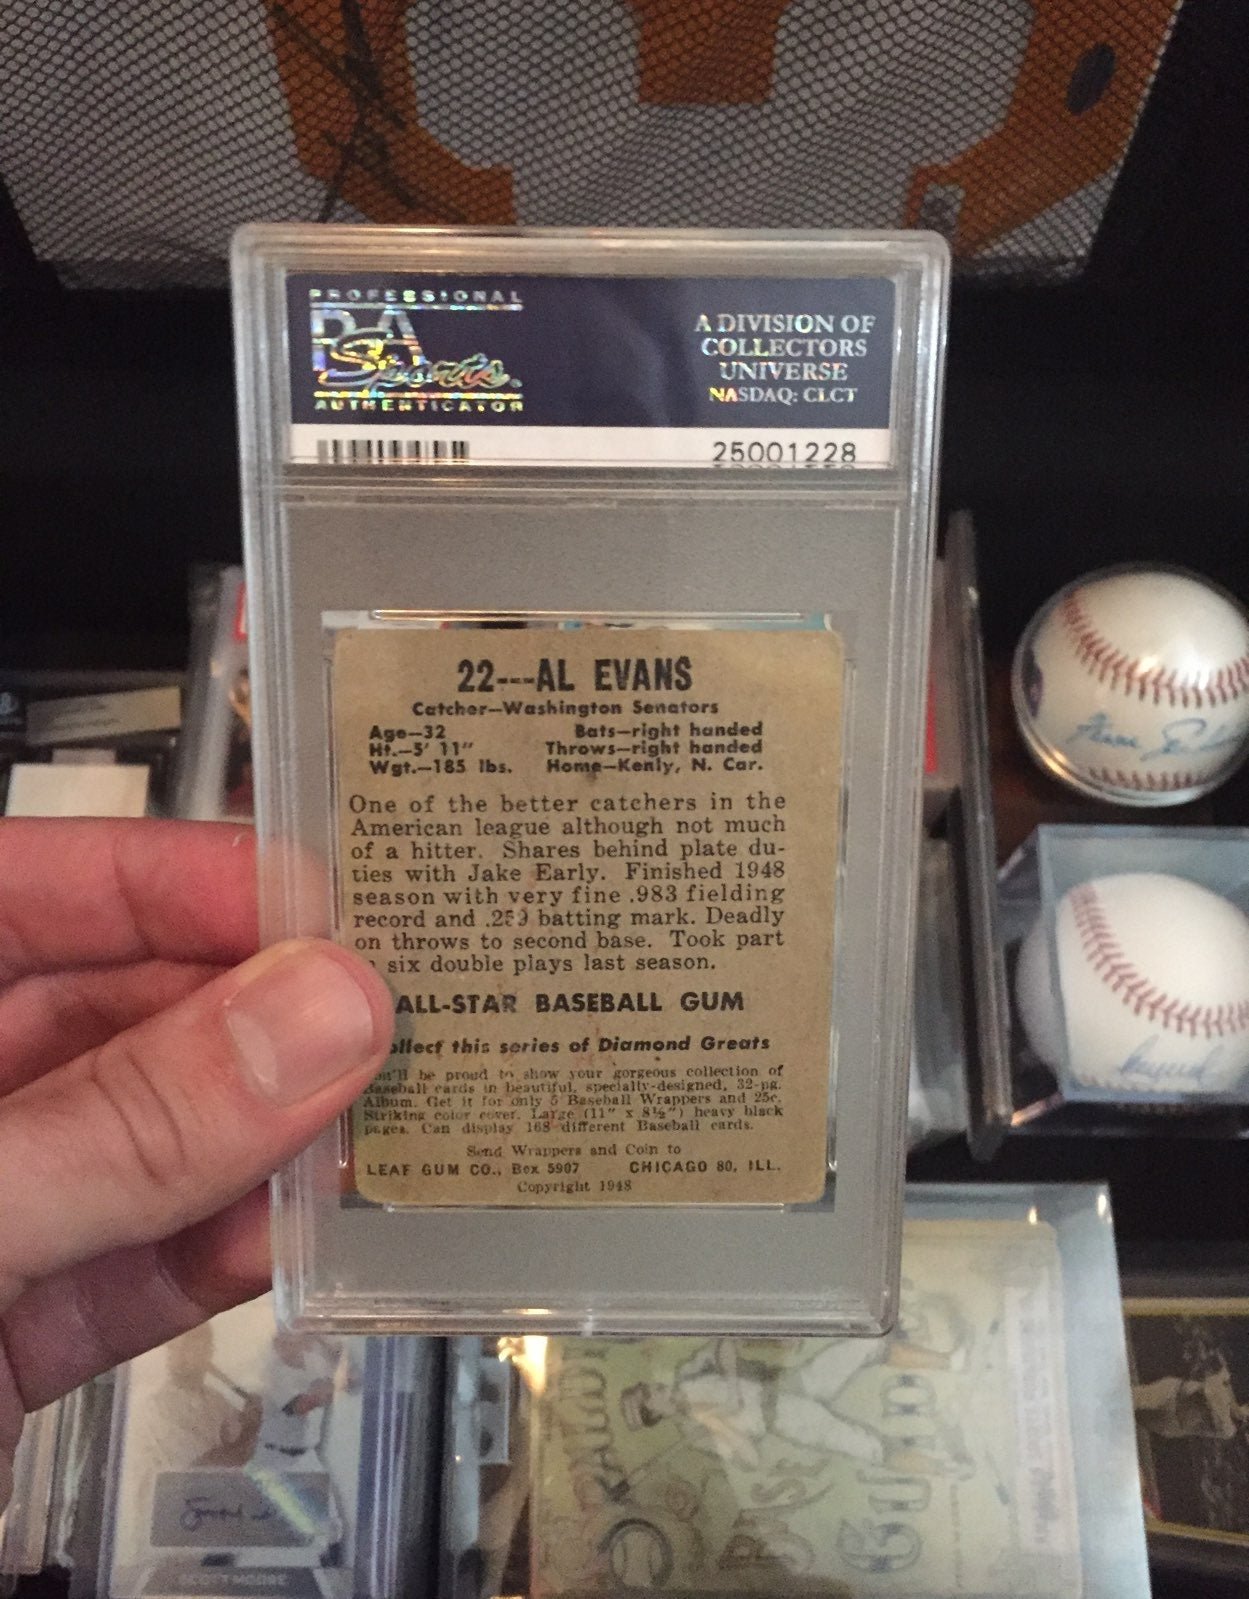 PROFESSIONAL
PSA
Sports
AUTHENTICATOR
A DIVISION OF
COLLECTORS
UNIVERSE
NASDAQ: CLCT
25001228
22---AL EVANS
Catcher—Washington Senators
Age—32 Bats—right handed
Ht.—5' 11" Throws—right handed
Wgt.—185 lbs. Home—Kenly, N. Car.
One of the better catchers in the
American league although not much
of a hitter. Shares behind plate du-
ties with Jake Early. Finished 1948
season with very fine .983 fielding
record and batting mark. Deadly
on throws to second base. Took part
six double plays last season.
ALL-STAR BASEBALL GUM
ollect this series of Diamond Greats
ou'll be proud to show your gorgeous collection of
Baseball cards in beautiful, specially-designed, 32-pg.
Album. Get it for only 5 Baseball Wrappers and 25c.
Striking color cover. Large (11" x 8½") heavy black
pages. Can display 168 different Baseball cards.
Send Wrappers and Coin to
LEAF GUM CO., Box 5907 CHICAGO 80, ILL.
Copyright 1948
SCOTT MOORE
BASE